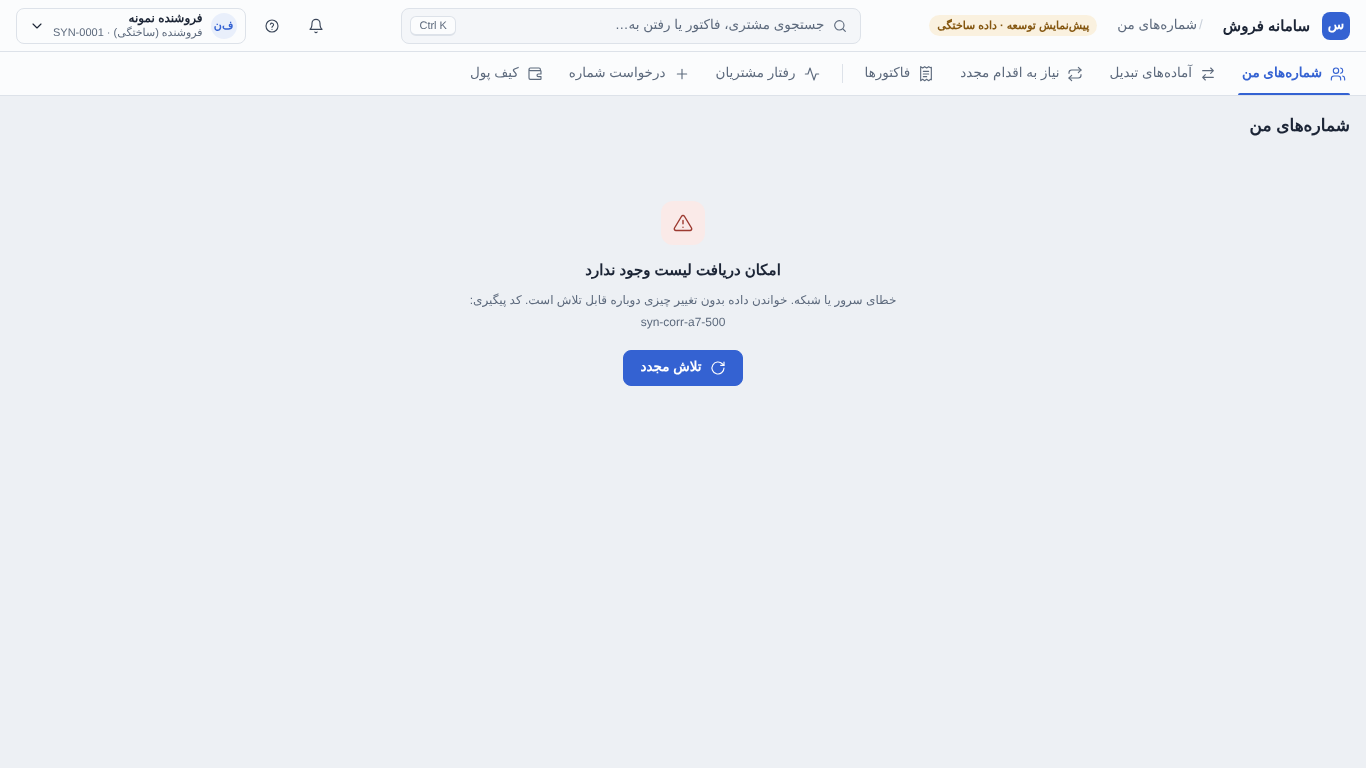 س
سامانه فروش
/ شماره‌های من
پیش‌نمایش توسعه · داده ساختگی
جستجوی مشتری، فاکتور یا رفتن به…
Ctrl K
ف‌ن
فروشنده نمونه
فروشنده (ساختگی) · SYN-0001
شماره‌های من
آماده‌های تبدیل
نیاز به اقدام مجدد
فاکتورها
رفتار مشتریان
درخواست شماره
کیف پول
شماره‌های من
امکان دریافت لیست وجود ندارد
خطای سرور یا شبکه. خواندن داده بدون تغییر چیزی دوباره قابل تلاش است. کد پیگیری:
syn-corr-a7-500
تلاش مجدد